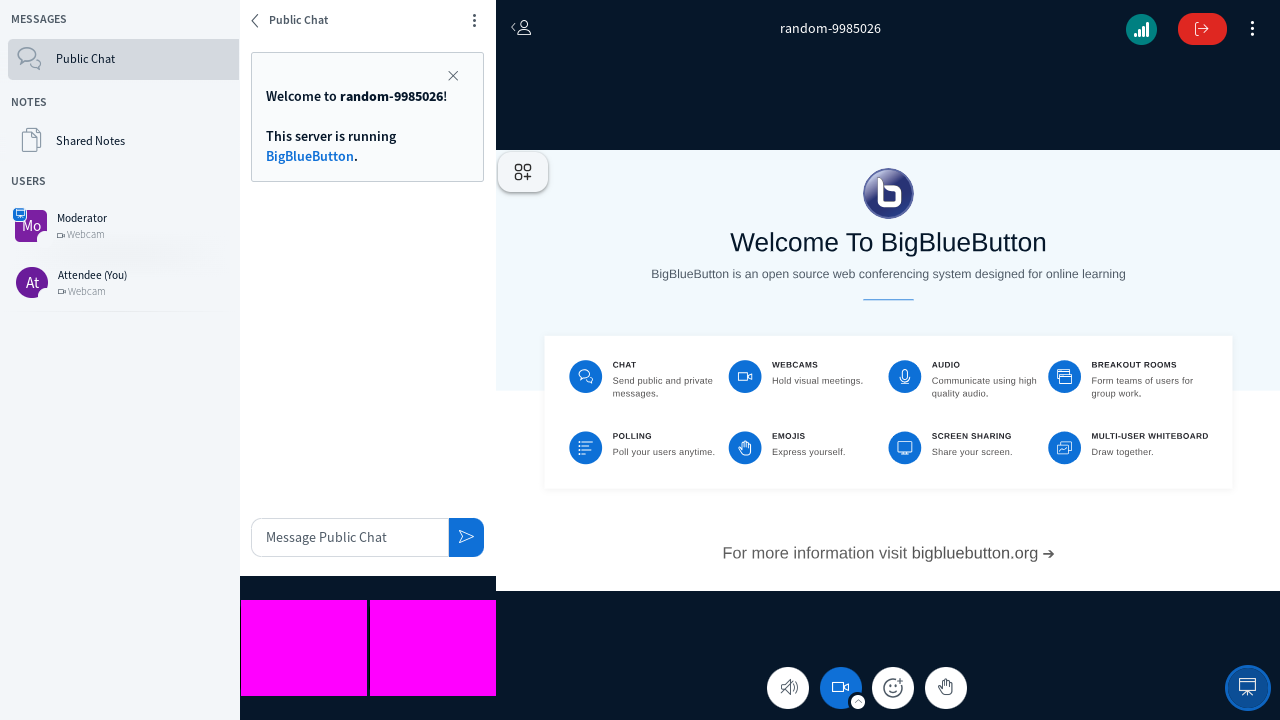 MESSAGES
Public Chat
NOTES
Shared Notes
USERS
Mo
Moderator
Webcam
At
Attendee (You)
Webcam
Public Chat
Welcome to random-9985026!
This server is running
BigBlueButton.
Message Public Chat
random-9985026
b
Welcome To BigBlueButton
BigBlueButton is an open source web conferencing system designed for online learning
CHAT
Send public and private
messages.
WEBCAMS
Hold visual meetings.
AUDIO
Communicate using high
quality audio.
BREAKOUT ROOMS
Form teams of users for
group work.
POLLING
Poll your users anytime.
EMOJIS
Express yourself.
SCREEN SHARING
Share your screen.
MULTI-USER WHITEBOARD
Draw together.
For more information visit bigbluebutton.org →